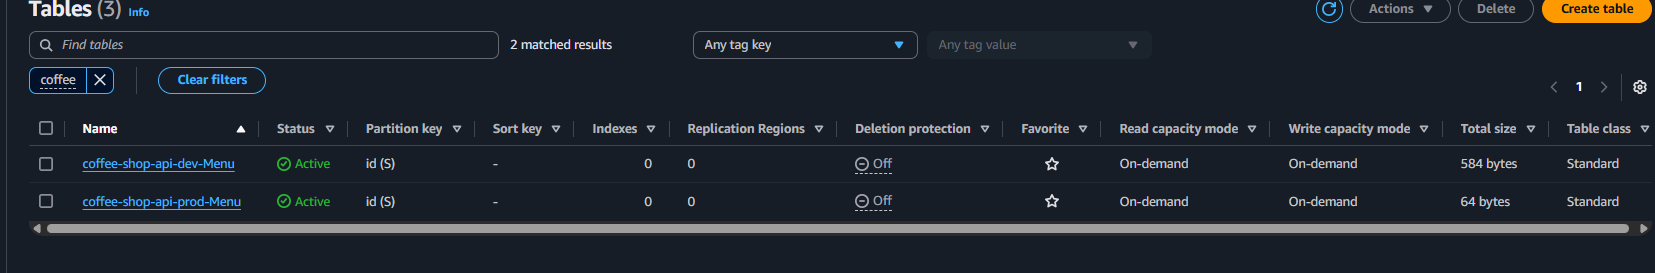 Tables (3) Info Actions Delete Create table
Find tables 2 matched results Any tag key Any tag value
coffee Clear filters
1
Name Status Partition key Sort key Indexes Replication Regions Deletion protection Favorite Read capacity mode Write capacity mode Total size Table class
coffee-shop-api-dev-Menu Active id (S) - 0 0 Off On-demand On-demand 584 bytes Standard
coffee-shop-api-prod-Menu Active id (S) - 0 0 Off On-demand On-demand 64 bytes Standard